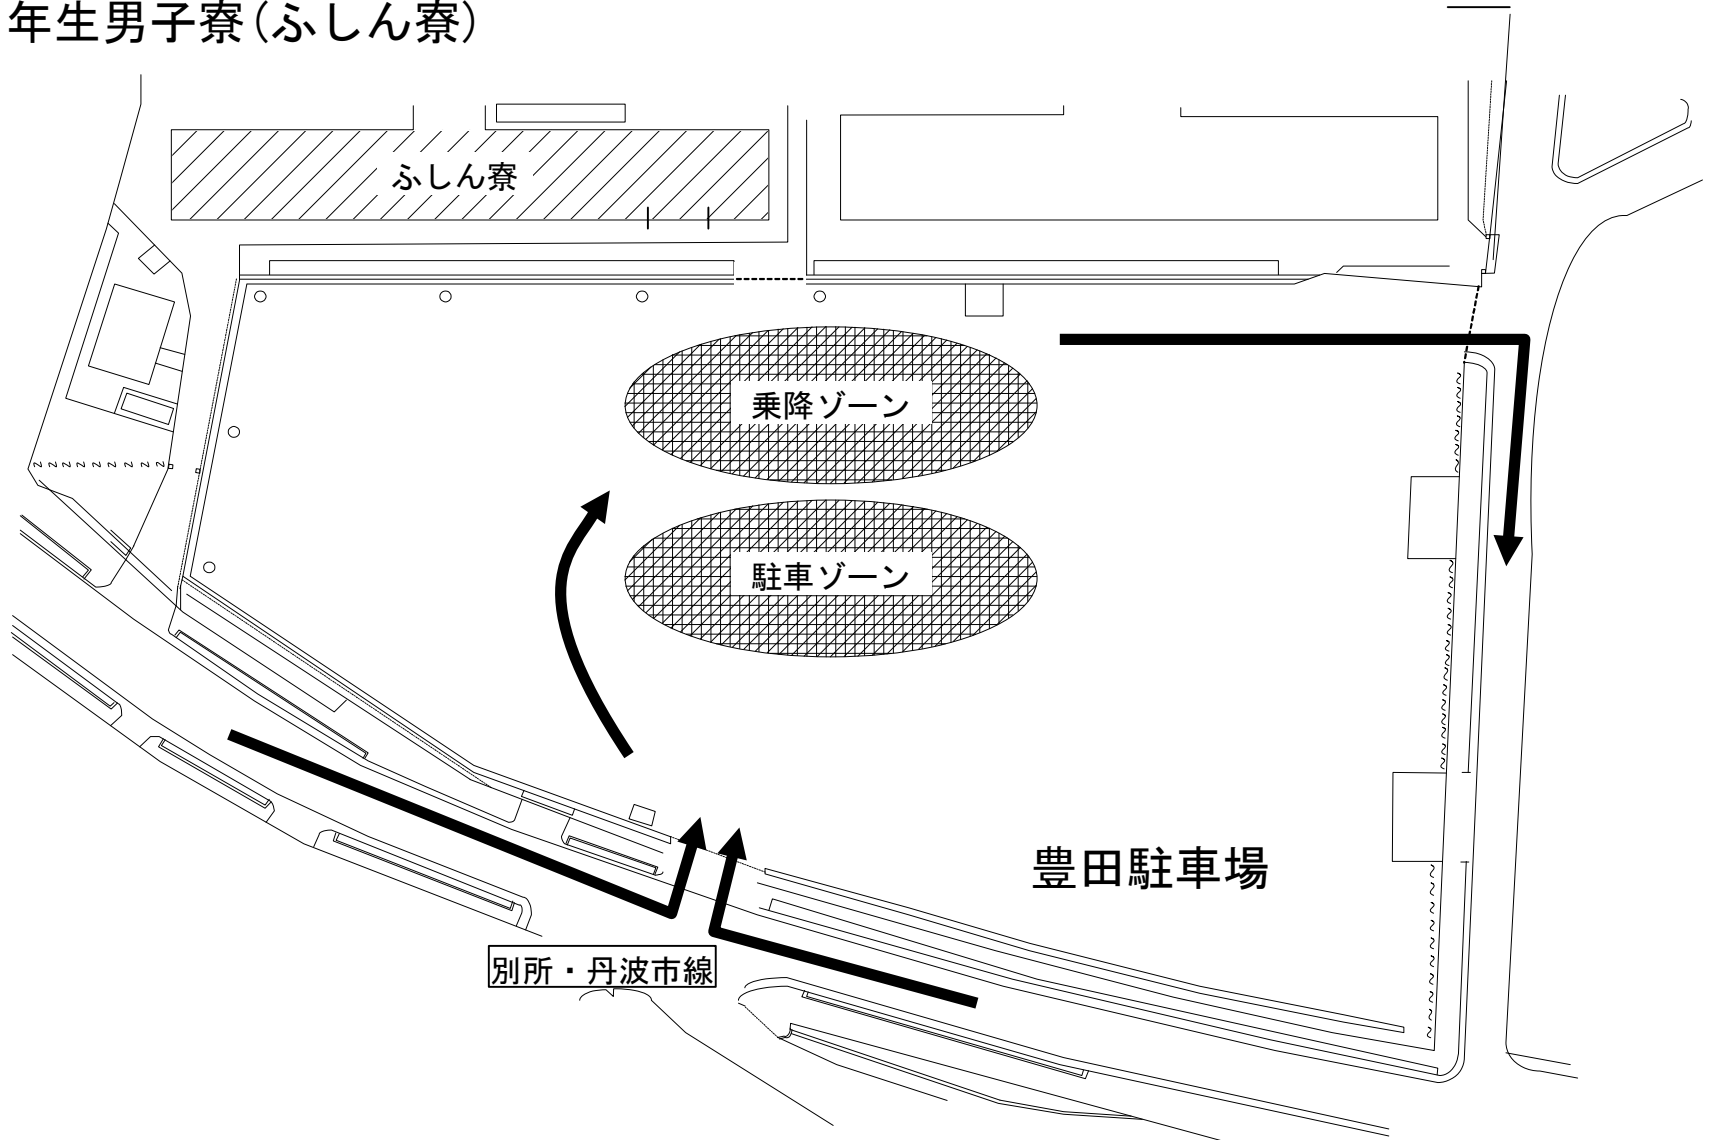 年生男子寮(ふしん寮)
ふしん寮
乗降ゾーン
駐車ゾーン
豊田駐車場
別所・丹波市線